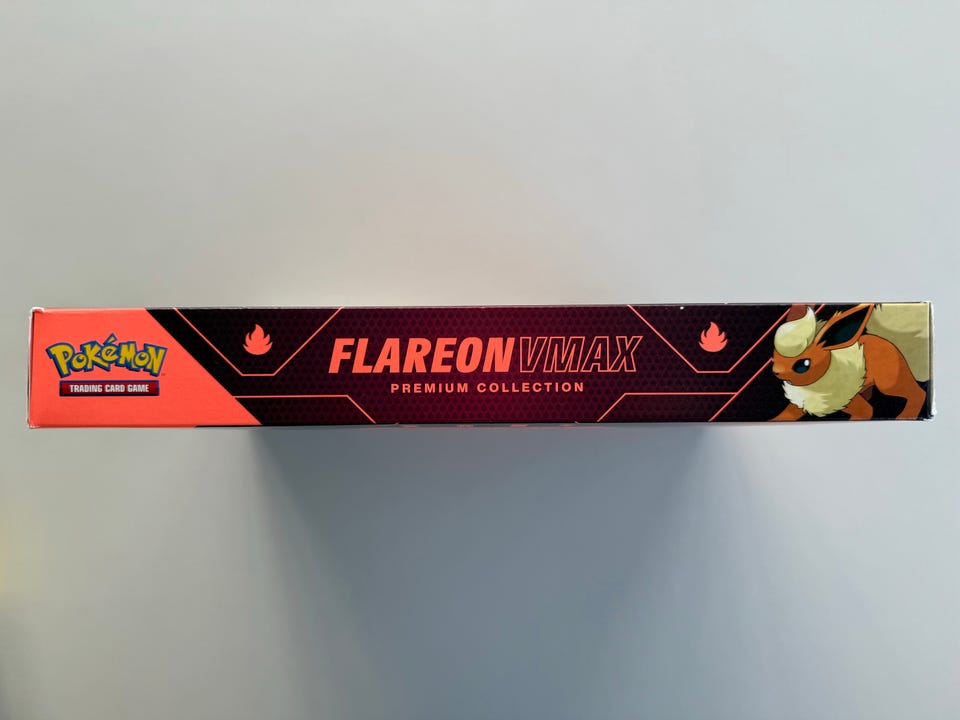 Pokémon
TRADING CARD GAME
FLAREON VMAX
PREMIUM COLLECTION